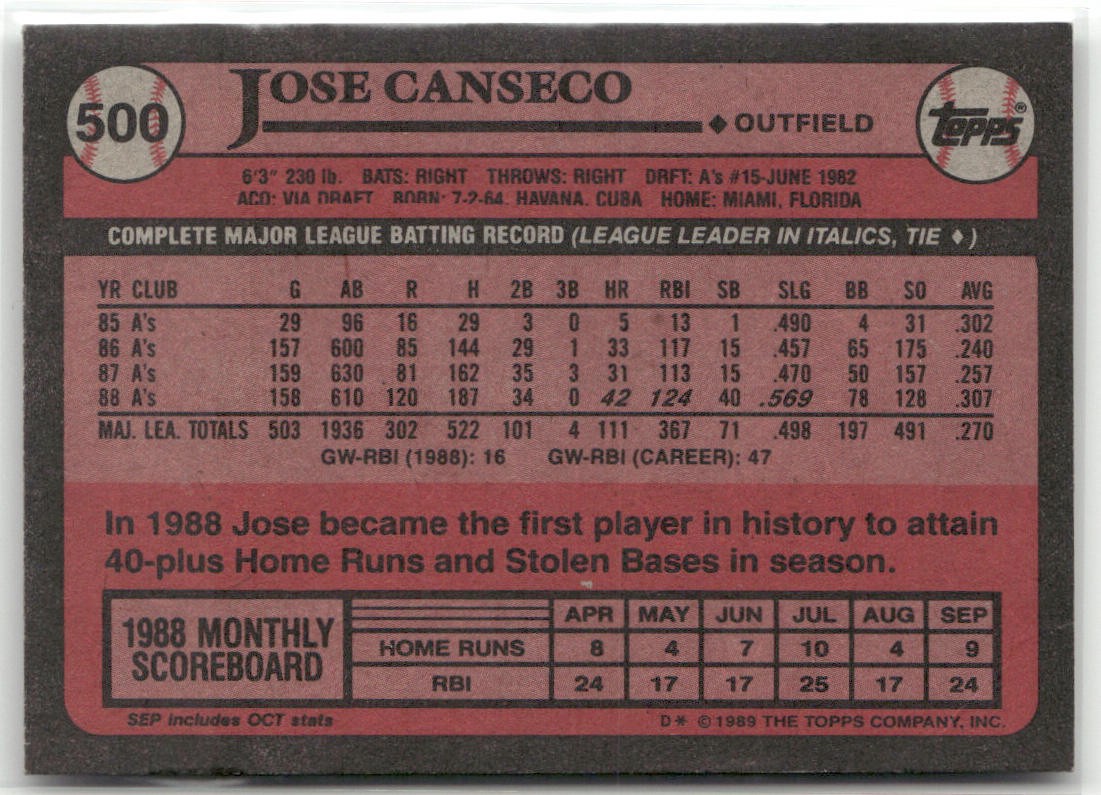 500
JOSE CANSECO
◆ OUTFIELD
TOPPS®
6'3" 230 lb. BATS: RIGHT THROWS: RIGHT DRFT: A's #15-JUNE 1982
ACQ: VIA DRAFT BORN: 7-2-64, HAVANA, CUBA HOME: MIAMI, FLORIDA
COMPLETE MAJOR LEAGUE BATTING RECORD (LEAGUE LEADER IN ITALICS, TIE ♦)
YR CLUB G AB R H 2B 3B HR RBI SB SLG BB SO AVG
85 A's 29 96 16 29 3 0 5 13 1 .490 4 31 .302
86 A's 157 600 85 144 29 1 33 117 15 .457 65 175 .240
87 A's 159 630 81 162 35 3 31 113 15 .470 50 157 .257
88 A's 158 610 120 187 34 0 42 124 40 .569 78 128 .307
MAJ. LEA. TOTALS 503 1936 302 522 101 4 111 367 71 .498 197 491 .270
GW-RBI (1988): 16 GW-RBI (CAREER): 47
In 1988 Jose became the first player in history to attain
40-plus Home Runs and Stolen Bases in season.
1988 MONTHLY
SCOREBOARD
APR MAY JUN JUL AUG SEP
HOME RUNS 8 4 7 10 4 9
RBI 24 17 17 25 17 24
SEP includes OCT stats
D* ©1989 THE TOPPS COMPANY, INC.